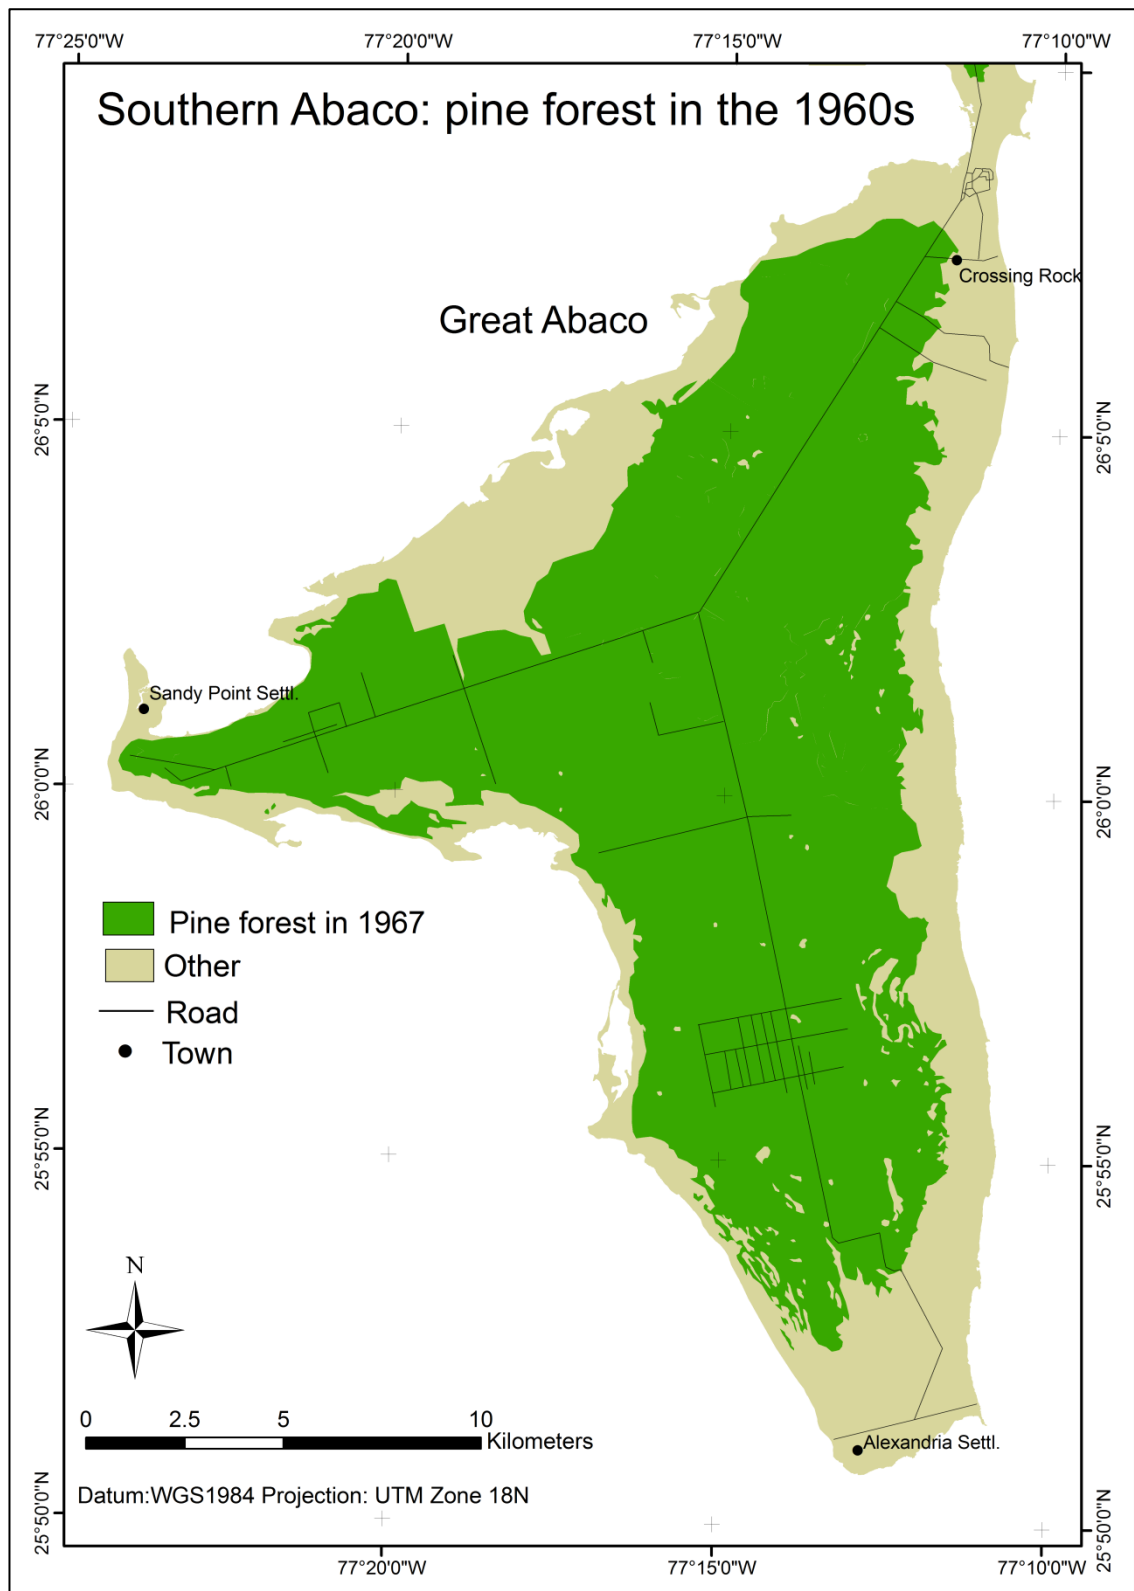 77°25'0"W 77°20'0"W 77°15'0"W 77°10'0"W
Southern Abaco: pine forest in the 1960s
Crossing Rock
Great Abaco
26°5'0"N
26°5'0"N
Sandy Point Settl.
26°0'0"N
26°0'0"N
Pine forest in 1967
Other
Road
Town
25°55'0"N
25°55'0"N
N
0 2.5 5 10
Kilometers
Alexandria Settl.
Datum:WGS1984 Projection: UTM Zone 18N
25°50'0"N
25°50'0"N
77°20'0"W 77°15'0"W 77°10'0"W